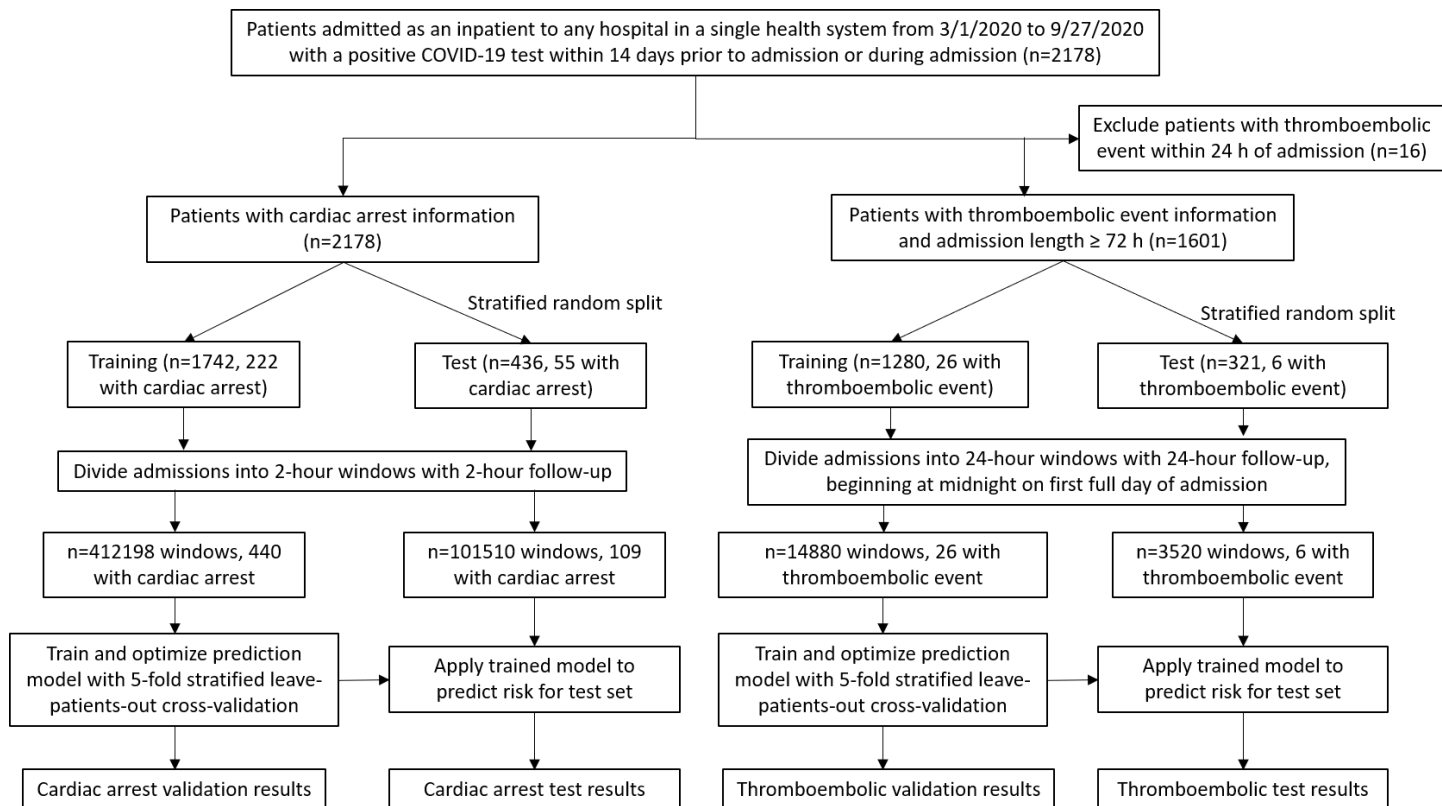 Patients admitted as an inpatient to any hospital in a single health system from 3/1/2020 to 9/27/2020
with a positive COVID-19 test within 14 days prior to admission or during admission (n=2178)
Exclude patients with thromboembolic
event within 24 h of admission (n=16)
Patients with cardiac arrest information
(n=2178)
Patients with thromboembolic event information
and admission length ≥ 72 h (n=1601)
Stratified random split
Stratified random split
Training (n=1742, 222
with cardiac arrest)
Test (n=436, 55 with
cardiac arrest)
Training (n=1280, 26 with
thromboembolic event)
Test (n=321, 6 with
thromboembolic event)
Divide admissions into 2-hour windows with 2-hour follow-up
Divide admissions into 24-hour windows with 24-hour follow-up,
beginning at midnight on first full day of admission
n=412198 windows, 440
with cardiac arrest
n=101510 windows, 109
with cardiac arrest
n=14880 windows, 26 with
thromboembolic event
n=3520 windows, 6 with
thromboembolic event
Train and optimize prediction
model with 5-fold stratified leave-
patients-out cross-validation
Apply trained model to
predict risk for test set
Train and optimize prediction
model with 5-fold stratified leave-
patients-out cross-validation
Apply trained model to
predict risk for test set
Cardiac arrest validation results
Cardiac arrest test results
Thromboembolic validation results
Thromboembolic test results